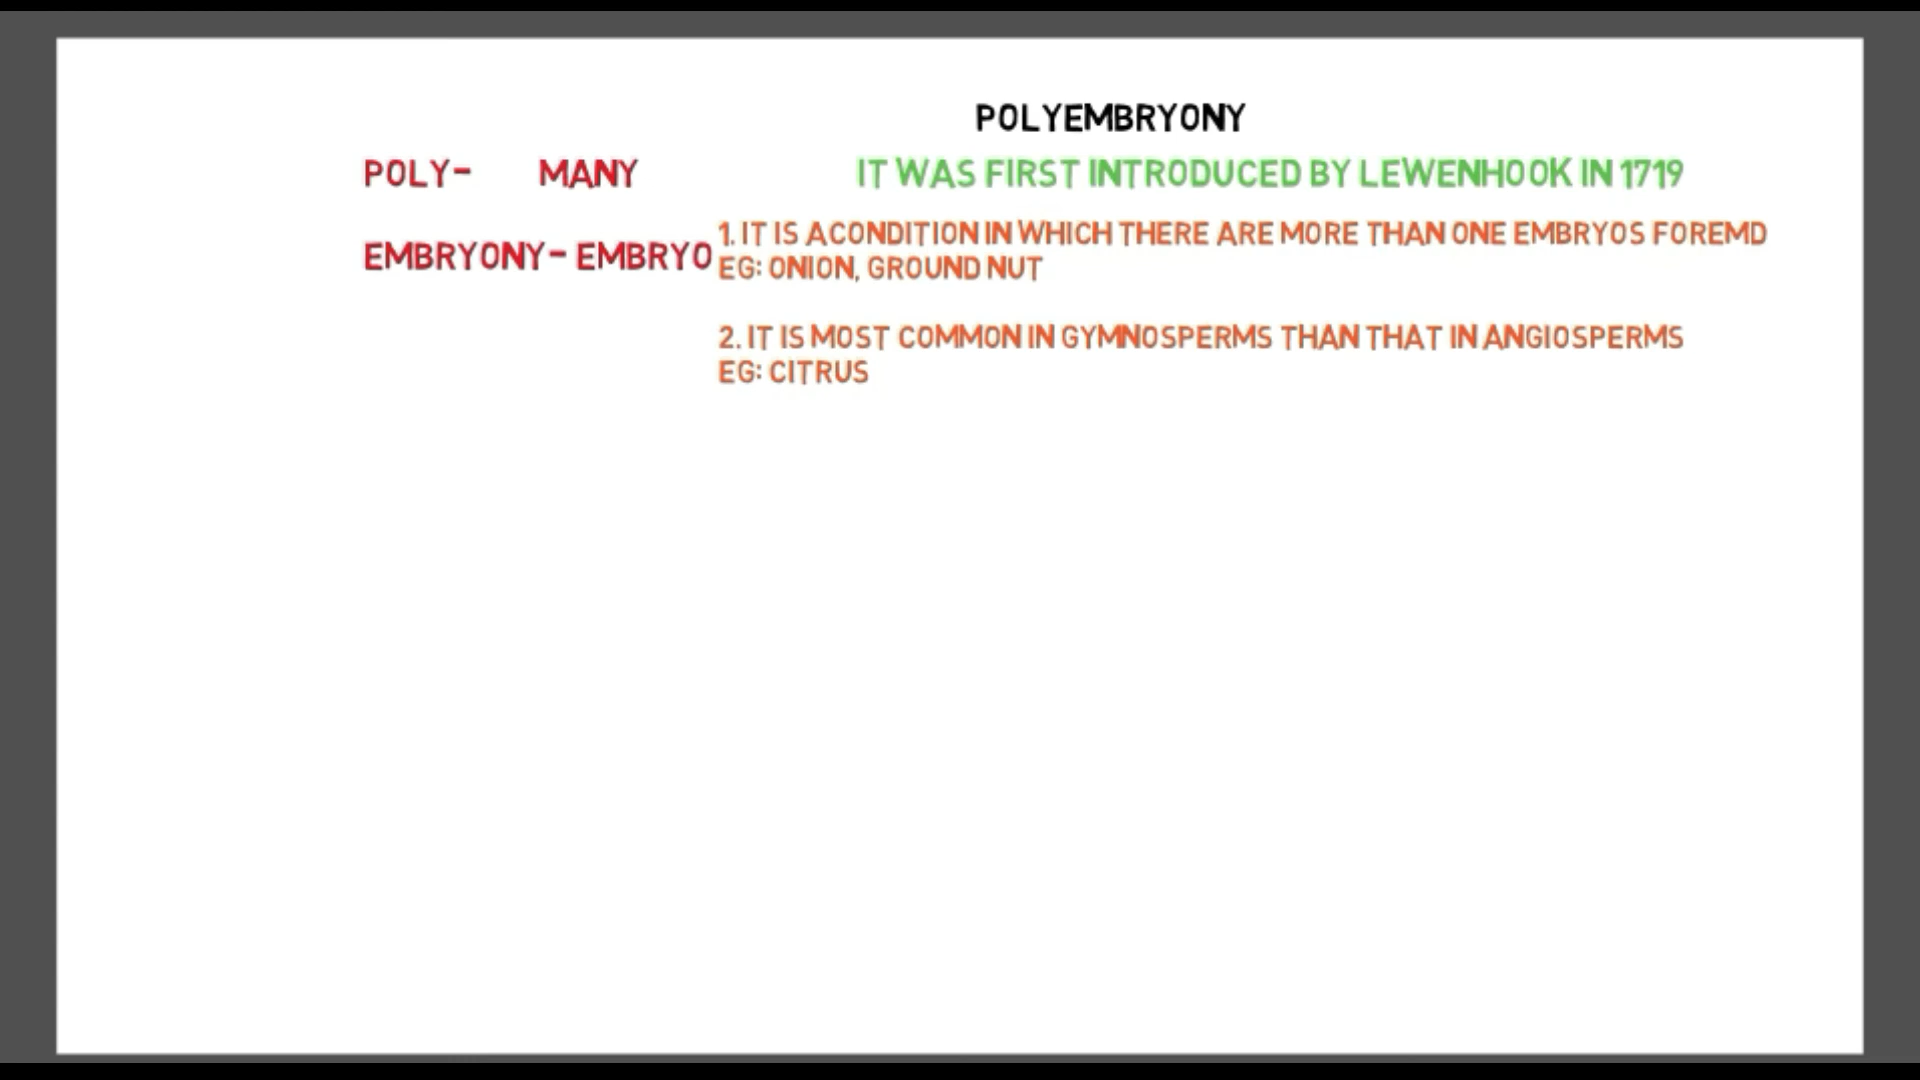 POLYEMBRYONY
POLY- MANY
IT WAS FIRST INTRODUCED BY LEWENHOOK IN 1719
EMBRYONY- EMBRYO
1. IT IS ACONDITION IN WHICH THERE ARE MORE THAN ONE EMBRYOS FOREMD
EG: ONION, GROUND NUT
2. IT IS MOST COMMON IN GYMNOSPERMS THAN THAT IN ANGIOSPERMS
EG: CITRUS